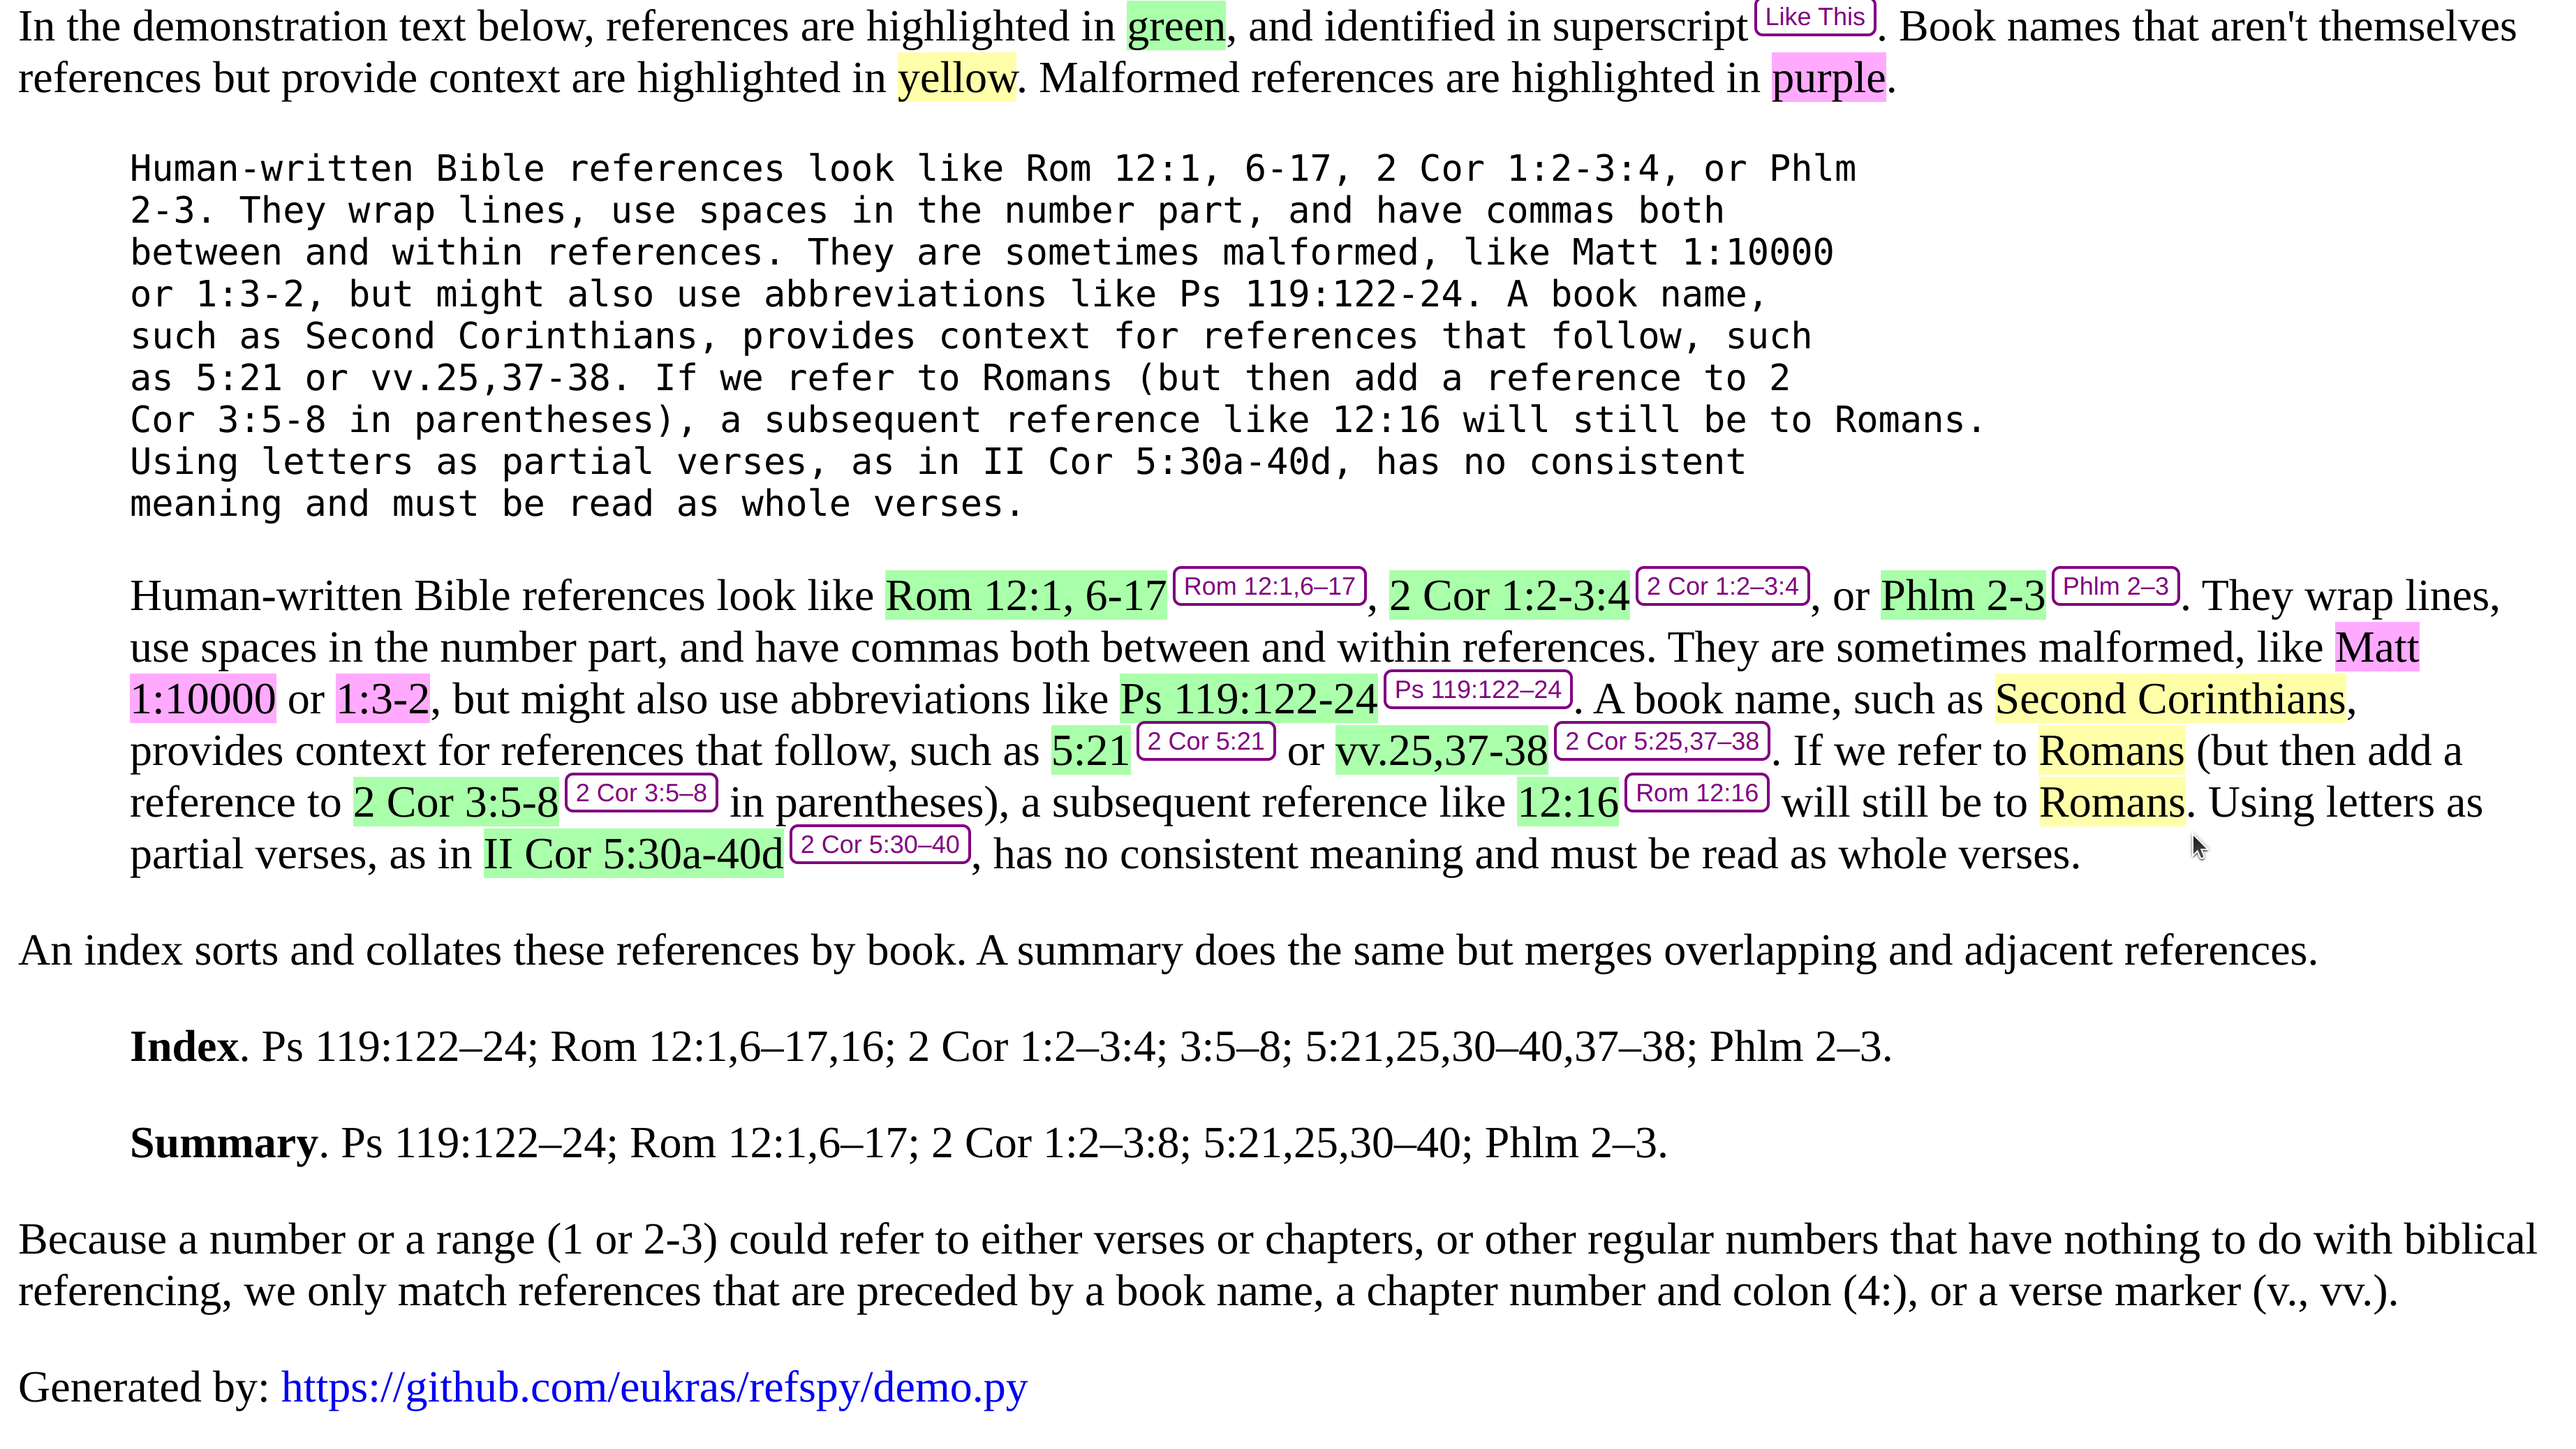 In the demonstration text below, references are highlighted in green, and identified in superscript Like This. Book names that aren't themselves
references but provide context are highlighted in yellow. Malformed references are highlighted in purple.
Human-written Bible references look like Rom 12:1, 6-17, 2 Cor 1:2-3:4, or Phlm
2-3. They wrap lines, use spaces in the number part, and have commas both
between and within references. They are sometimes malformed, like Matt 1:10000
or 1:3-2, but might also use abbreviations like Ps 119:122-24. A book name,
such as Second Corinthians, provides context for references that follow, such
as 5:21 or vv.25,37-38. If we refer to Romans (but then add a reference to 2
Cor 3:5-8 in parentheses), a subsequent reference like 12:16 will still be to Romans.
Using letters as partial verses, as in II Cor 5:30a-40d, has no consistent
meaning and must be read as whole verses.
Human-written Bible references look like Rom 12:1, 6-17 Rom 12:1,6–17, 2 Cor 1:2-3:4 2 Cor 1:2–3:4, or Phlm 2-3 Phlm 2–3. They wrap lines,
use spaces in the number part, and have commas both between and within references. They are sometimes malformed, like Matt
1:10000 or 1:3-2, but might also use abbreviations like Ps 119:122-24 Ps 119:122–24. A book name, such as Second Corinthians,
provides context for references that follow, such as 5:21 2 Cor 5:21 or vv.25,37-38 2 Cor 5:25,37–38. If we refer to Romans (but then add a
reference to 2 Cor 3:5-8 2 Cor 3:5–8 in parentheses), a subsequent reference like 12:16 Rom 12:16 will still be to Romans. Using letters as
partial verses, as in II Cor 5:30a-40d 2 Cor 5:30–40, has no consistent meaning and must be read as whole verses.
An index sorts and collates these references by book. A summary does the same but merges overlapping and adjacent references.
Index. Ps 119:122–24; Rom 12:1,6–17,16; 2 Cor 1:2–3:4; 3:5–8; 5:21,25,30–40,37–38; Phlm 2–3.
Summary. Ps 119:122–24; Rom 12:1,6–17; 2 Cor 1:2–3:8; 5:21,25,30–40; Phlm 2–3.
Because a number or a range (1 or 2-3) could refer to either verses or chapters, or other regular numbers that have nothing to do with biblical
referencing, we only match references that are preceded by a book name, a chapter number and colon (4:), or a verse marker (v., vv.).
Generated by: https://github.com/eukras/refspy/demo.py